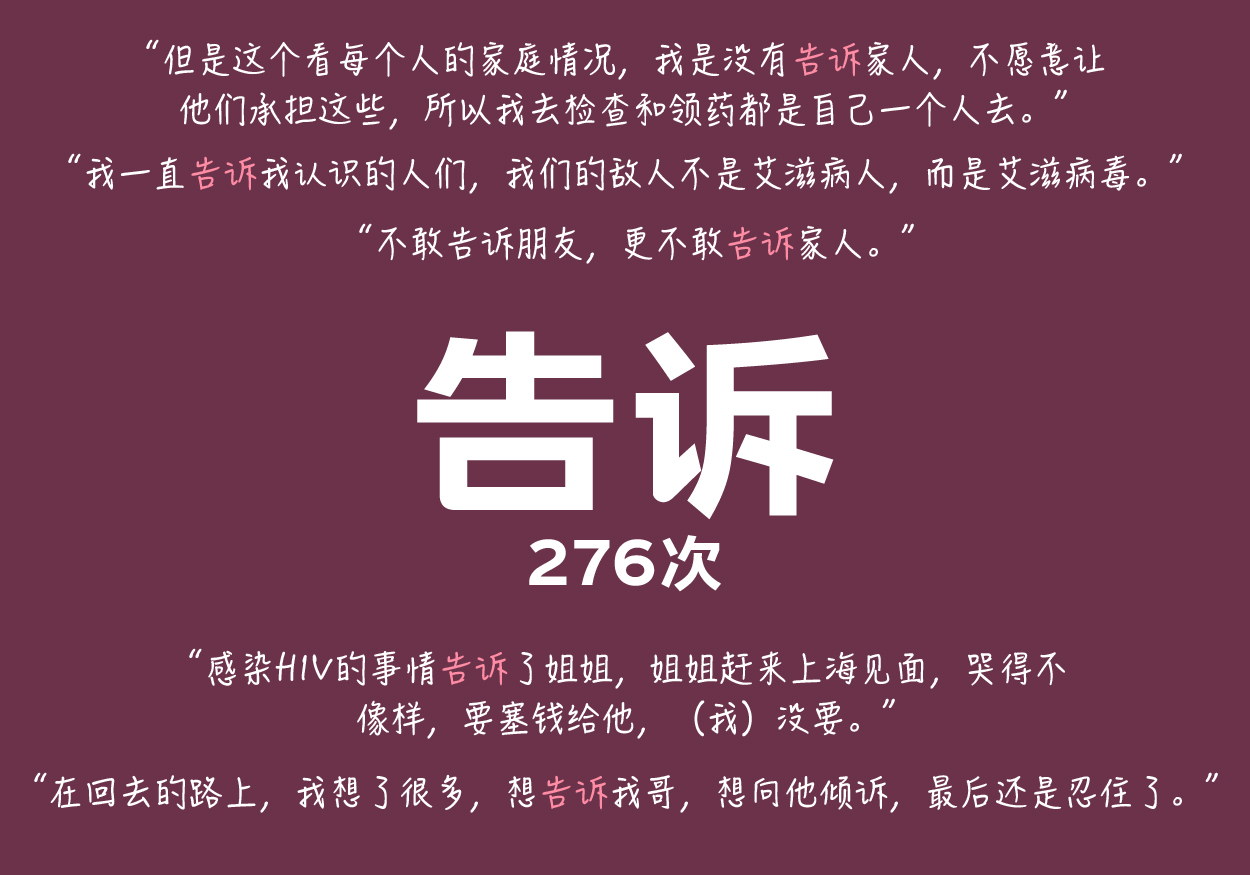 “但是这个看每个人的家庭情况，我是没有告诉家人，不愿意让
他们承担这些，所以我去检查和领药都是自己一个人去。”
“我一直告诉我认识的人们，我们的敌人不是艾滋病人，而是艾滋病毒。”
“不敢告诉朋友，更不敢告诉家人。”
告诉
276次
“感染HIV的事情告诉了姐姐，姐姐赶来上海见面，哭得不
像样，要塞钱给他，（我）没要。”
“在回去的路上，我想了很多，想告诉我哥，想向他倾诉，最后还是忍住了。”